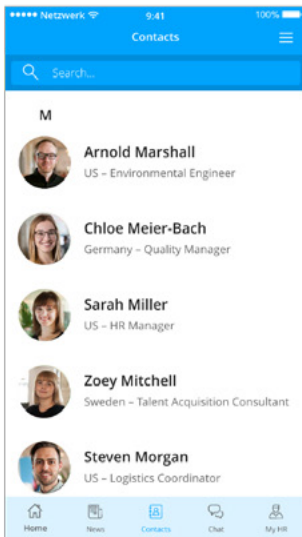 Netzwerk 9:41 100%
Contacts
Search...
M
Arnold Marshall
US – Environmental Engineer
Chloe Meier-Bach
Germany – Quality Manager
Sarah Miller
US – HR Manager
Zoey Mitchell
Sweden – Talent Acquisition Consultant
Steven Morgan
US – Logistics Coordinator
Home News Contacts Chat My HR